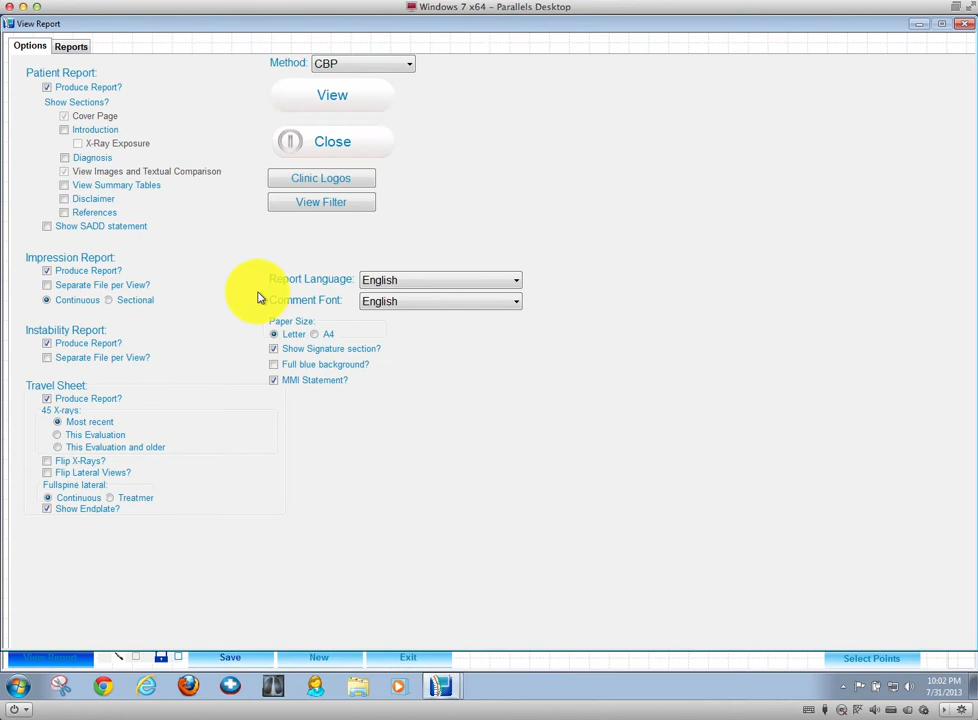 Windows 7 x64 - Parallels Desktop
View Report
Options Reports
Method: CBP
View
Close
Clinic Logos
View Filter
Patient Report:
Produce Report?
Show Sections?
Cover Page
Introduction
X-Ray Exposure
Diagnosis
View Images and Textual Comparison
View Summary Tables
Disclaimer
References
Show SADD statement
Impression Report:
Produce Report?
Separate File per View?
Continuous Sectional
Instability Report:
Produce Report?
Separate File per View?
Travel Sheet:
Produce Report?
45 X-rays:
Most recent
This Evaluation
This Evaluation and older
Flip X-Rays?
Flip Lateral Views?
Fullspine lateral:
Continuous Treatmer
Show Endplate?
Report Language: English
Comment Font: English
Paper Size:
Letter A4
Show Signature section?
Full blue background?
MMI Statement?
Save New Exit Select Points
10:02 PM
7/31/2013